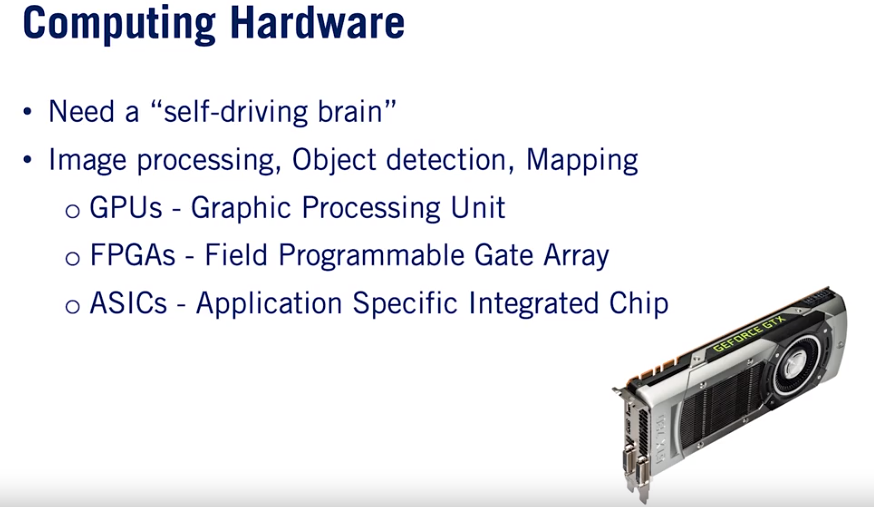 Computing Hardware
• Need a “self-driving brain”
• Image processing, Object detection, Mapping
o GPUs - Graphic Processing Unit
o FPGAs - Field Programmable Gate Array
o ASICs - Application Specific Integrated Chip
GEFORCE GTX